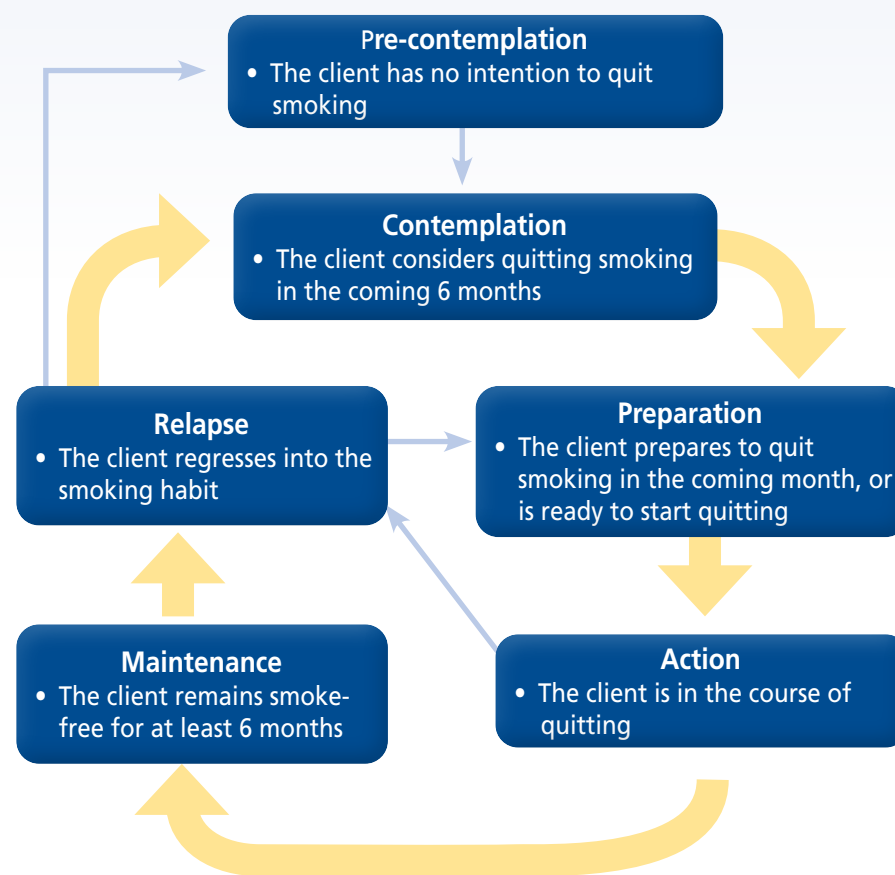 Pre-contemplation
• The client has no intention to quit
smoking
Contemplation
• The client considers quitting smoking
in the coming 6 months
Relapse
• The client regresses into the
smoking habit
Preparation
• The client prepares to quit
smoking in the coming month, or
is ready to start quitting
Maintenance
• The client remains smoke-
free for at least 6 months
Action
• The client is in the course of
quitting